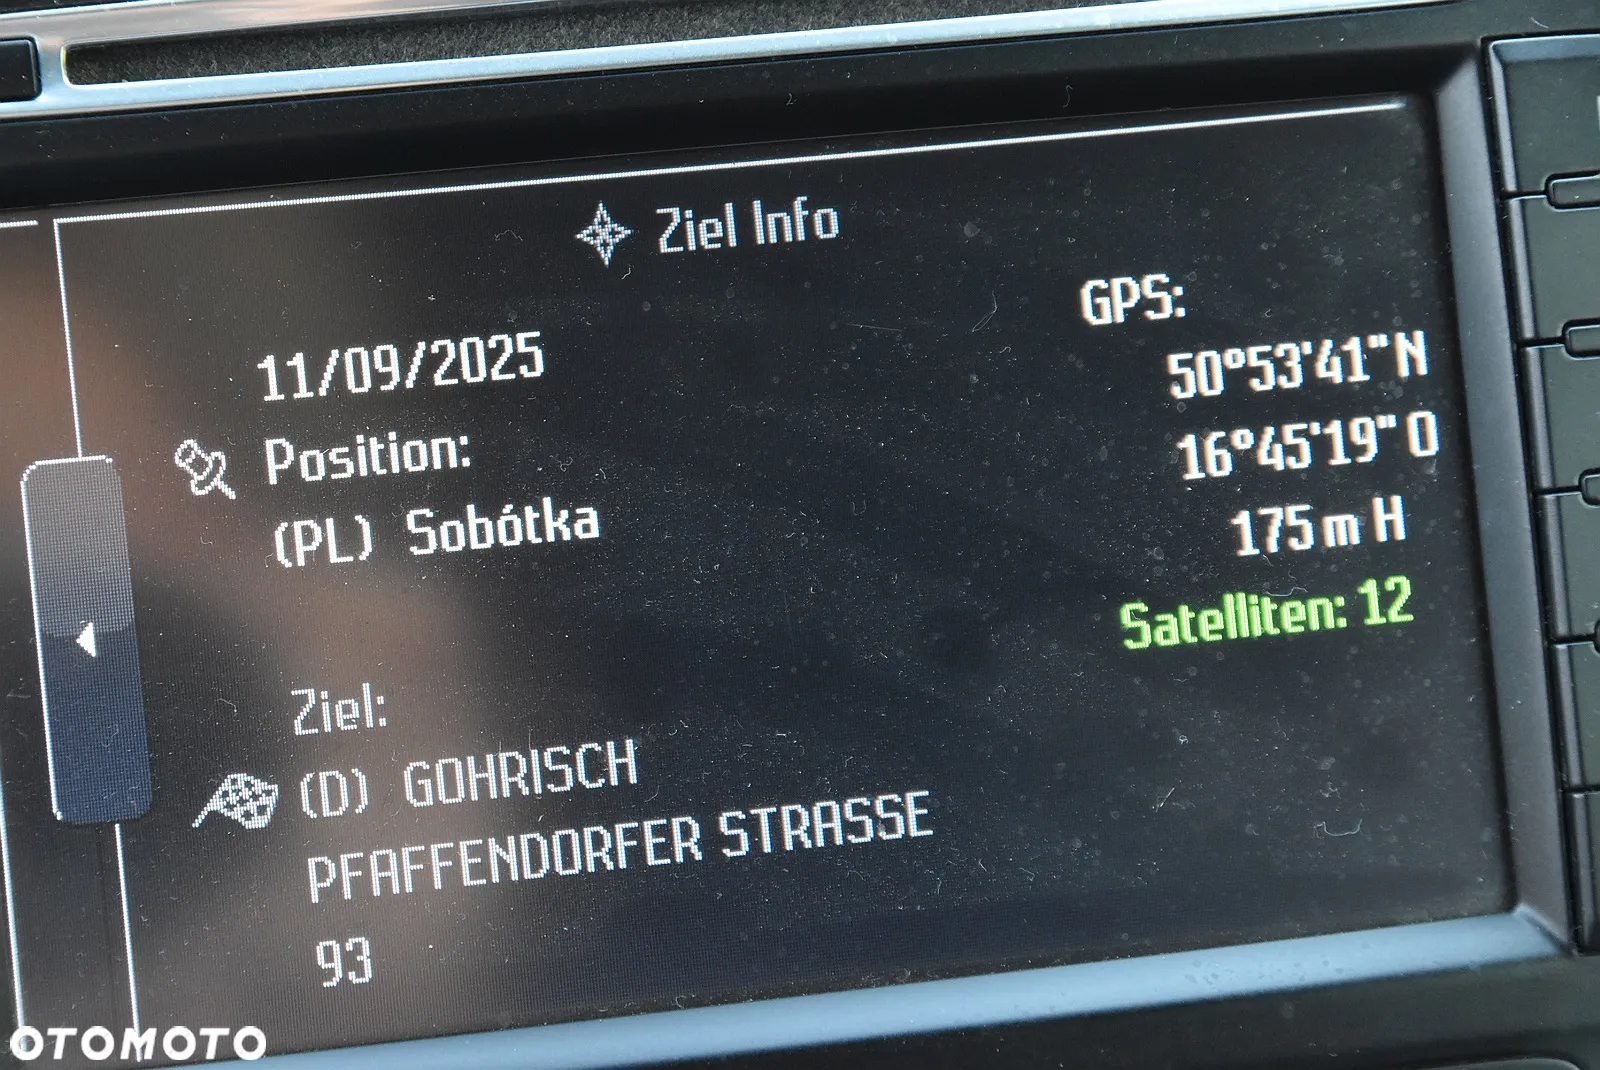 Ziel Info
11/09/2025
Position:
(PL) Sobótka
GPS:
50°53'41"N
16°45'19"O
175m H
Satelliten: 12
Ziel:
(D) GOHRISCH
PFAFFENDORFER STRASSE
93
OTOMOTO